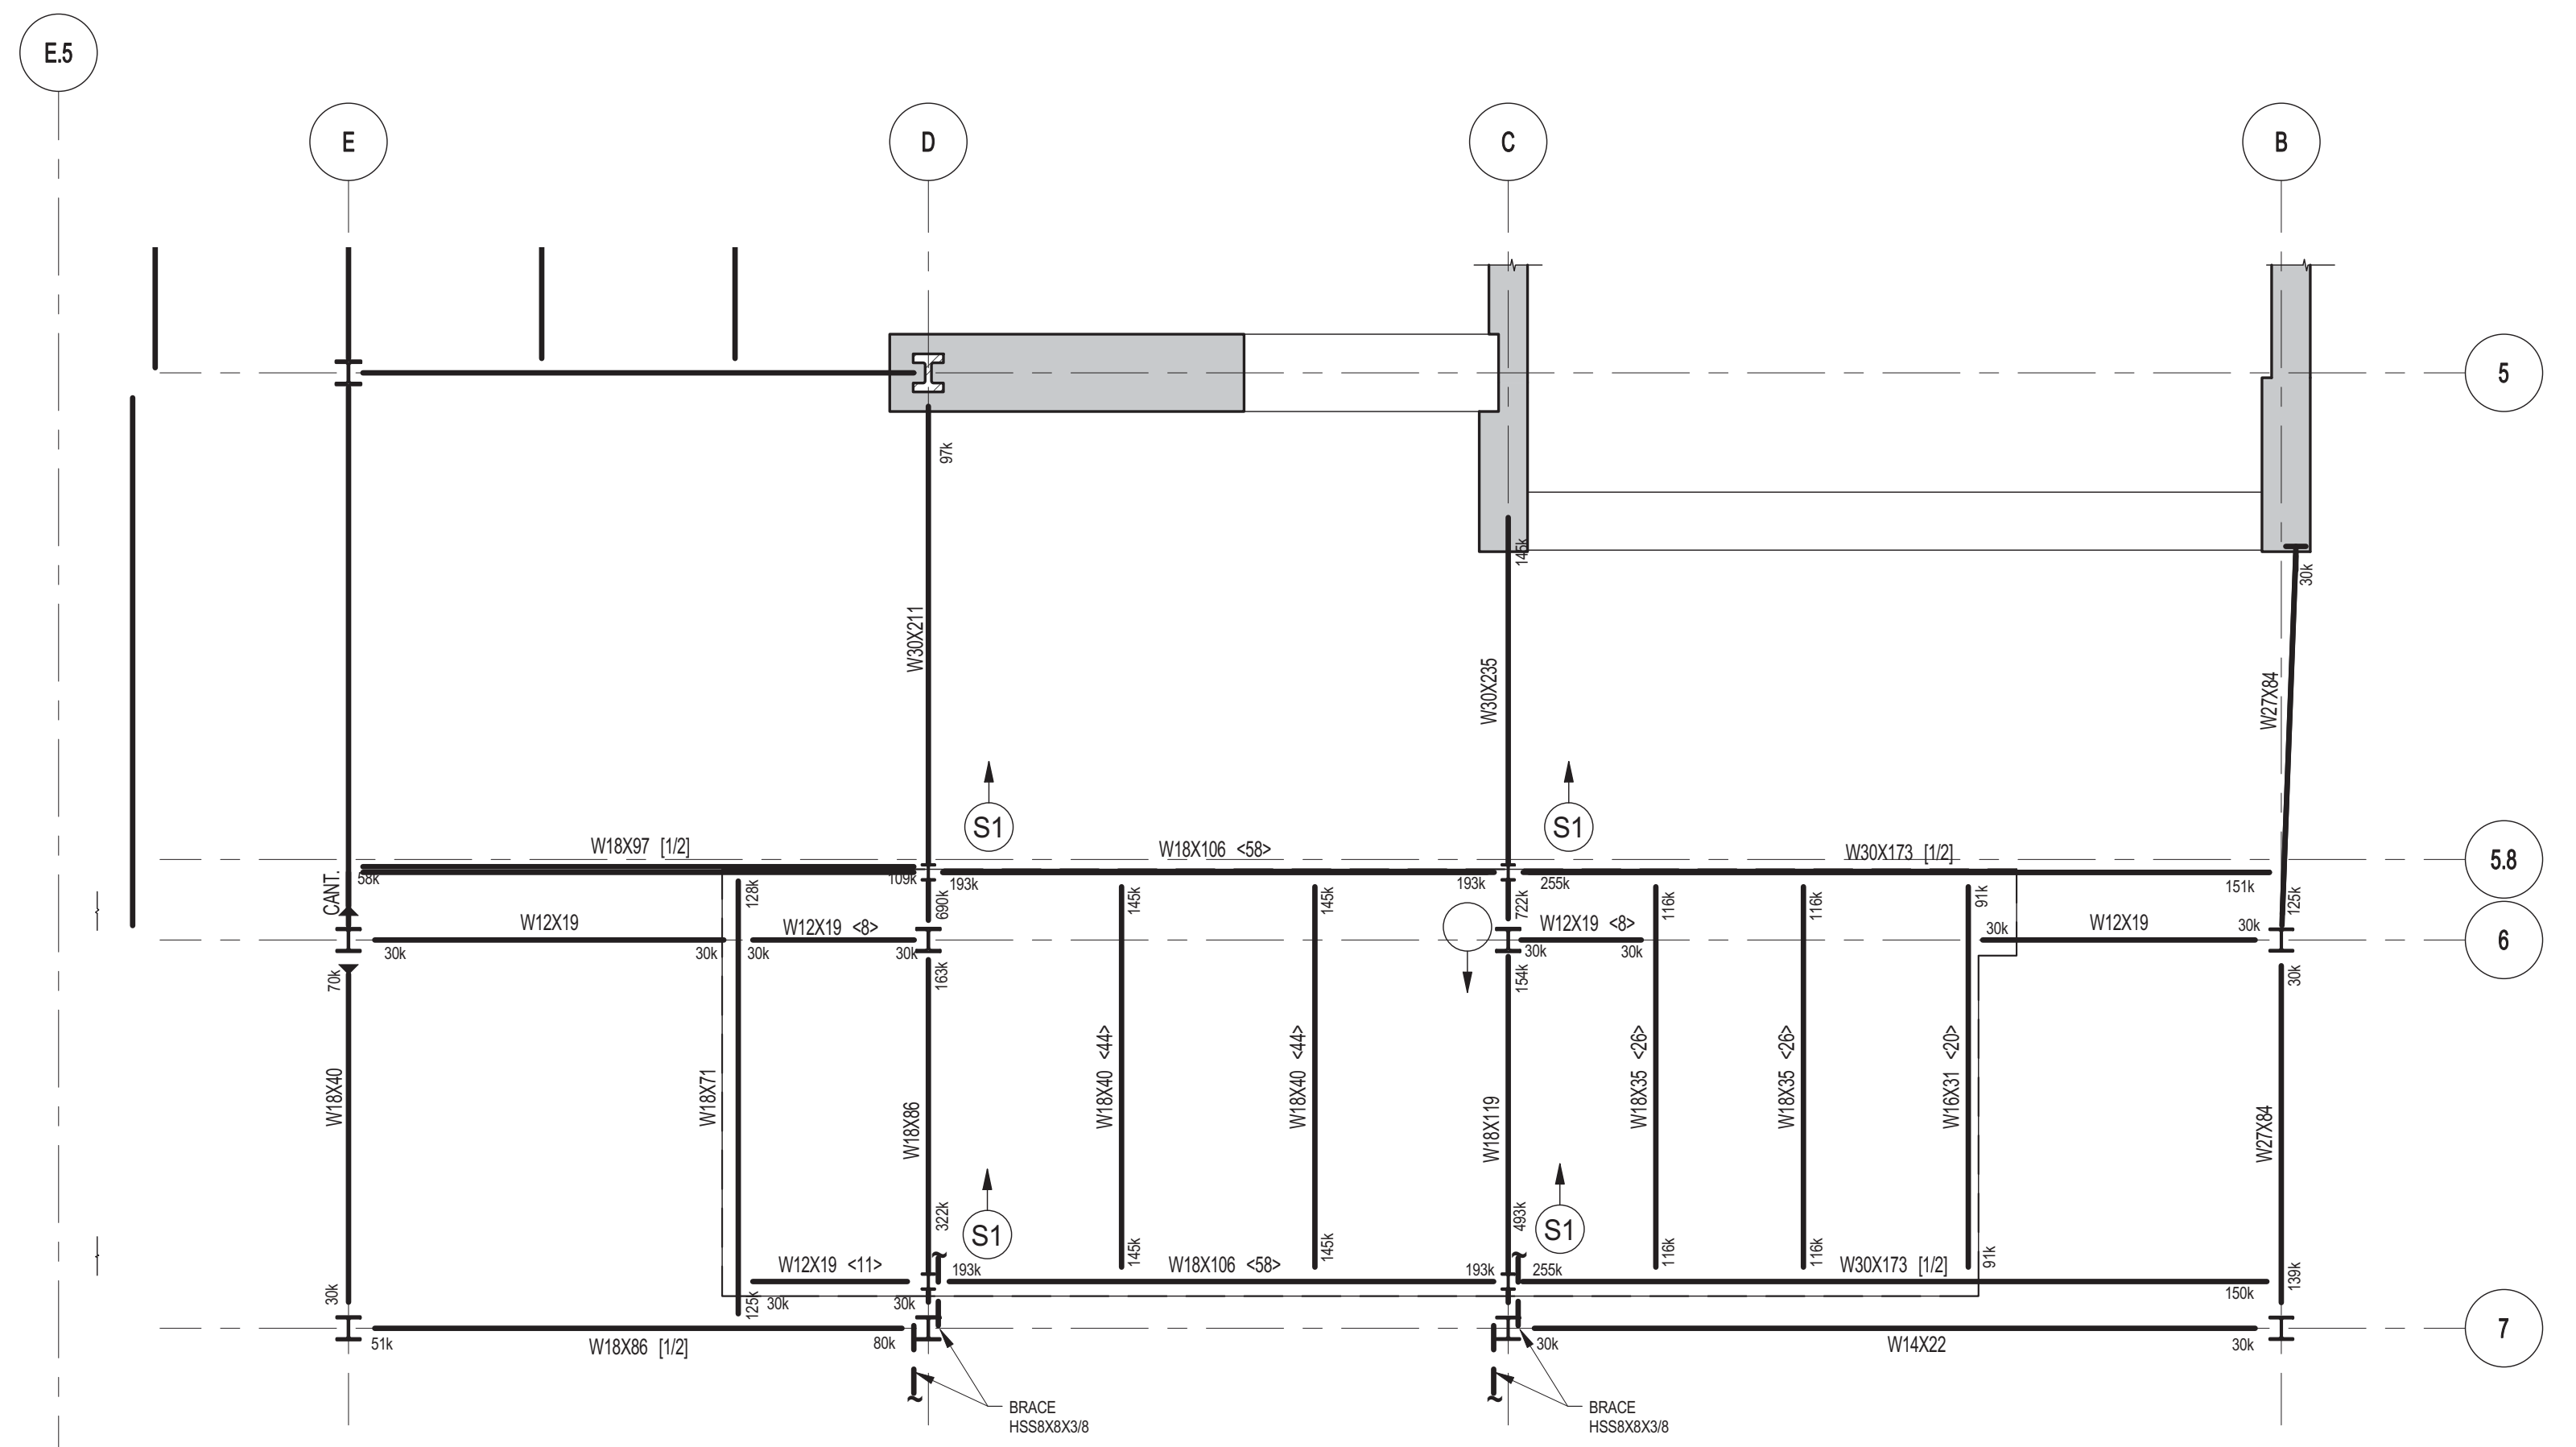 E.5
E
D
C
B
5
97k
145k
30k
W30X211
W30X235
W27X84
S1
S1
W18X97 [1/2]
W18X106 <58>
W30X173 [1/2]
5.8
58k
109k
193k
193k
255k
151k
CANT.
128k
690k
145k
145k
722k
116k
116k
91k
125k
W12X19
W12X19 <8>
W12X19 <8>
W12X19
6
30k
30k
30k
30k
30k
30k
30k
30k
70k
163k
154k
30k
W18X40
W18X71
W18X86
W18X40 <44>
W18X40 <44>
W18X119
W18X35 <26>
W18X35 <26>
W16X31 <20>
W27X84
S1
S1
322k
493k
145k
145k
116k
116k
91k
139k
W12X19 <11>
193k
W18X106 <58>
193k
255k
W30X173 [1/2]
150k
30k
125k
30k
30k
7
51k
W18X86 [1/2]
80k
30k
W14X22
30k
BRACE
HSS8X8X3/8
BRACE
HSS8X8X3/8